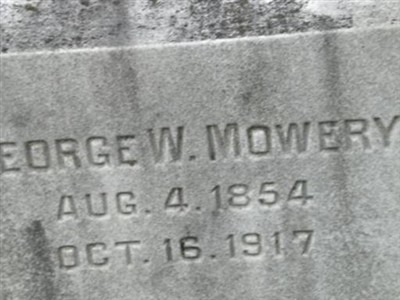 EORGE W. MOWERY
AUG. 4. 1854
OCT. 16. 1917